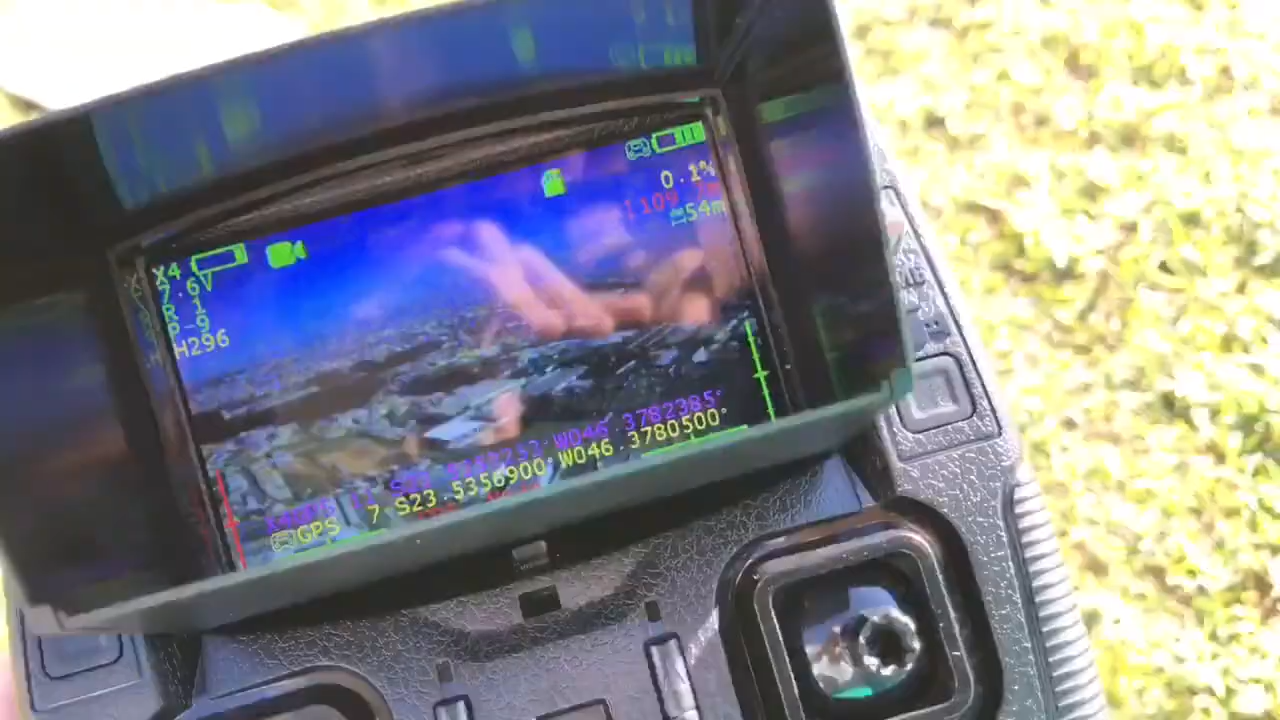 0.1%
54m
X4
7.6V
R 1
P-9
H296
W046.3782385°
GPS 7 S23.5356900° W046.3780500°